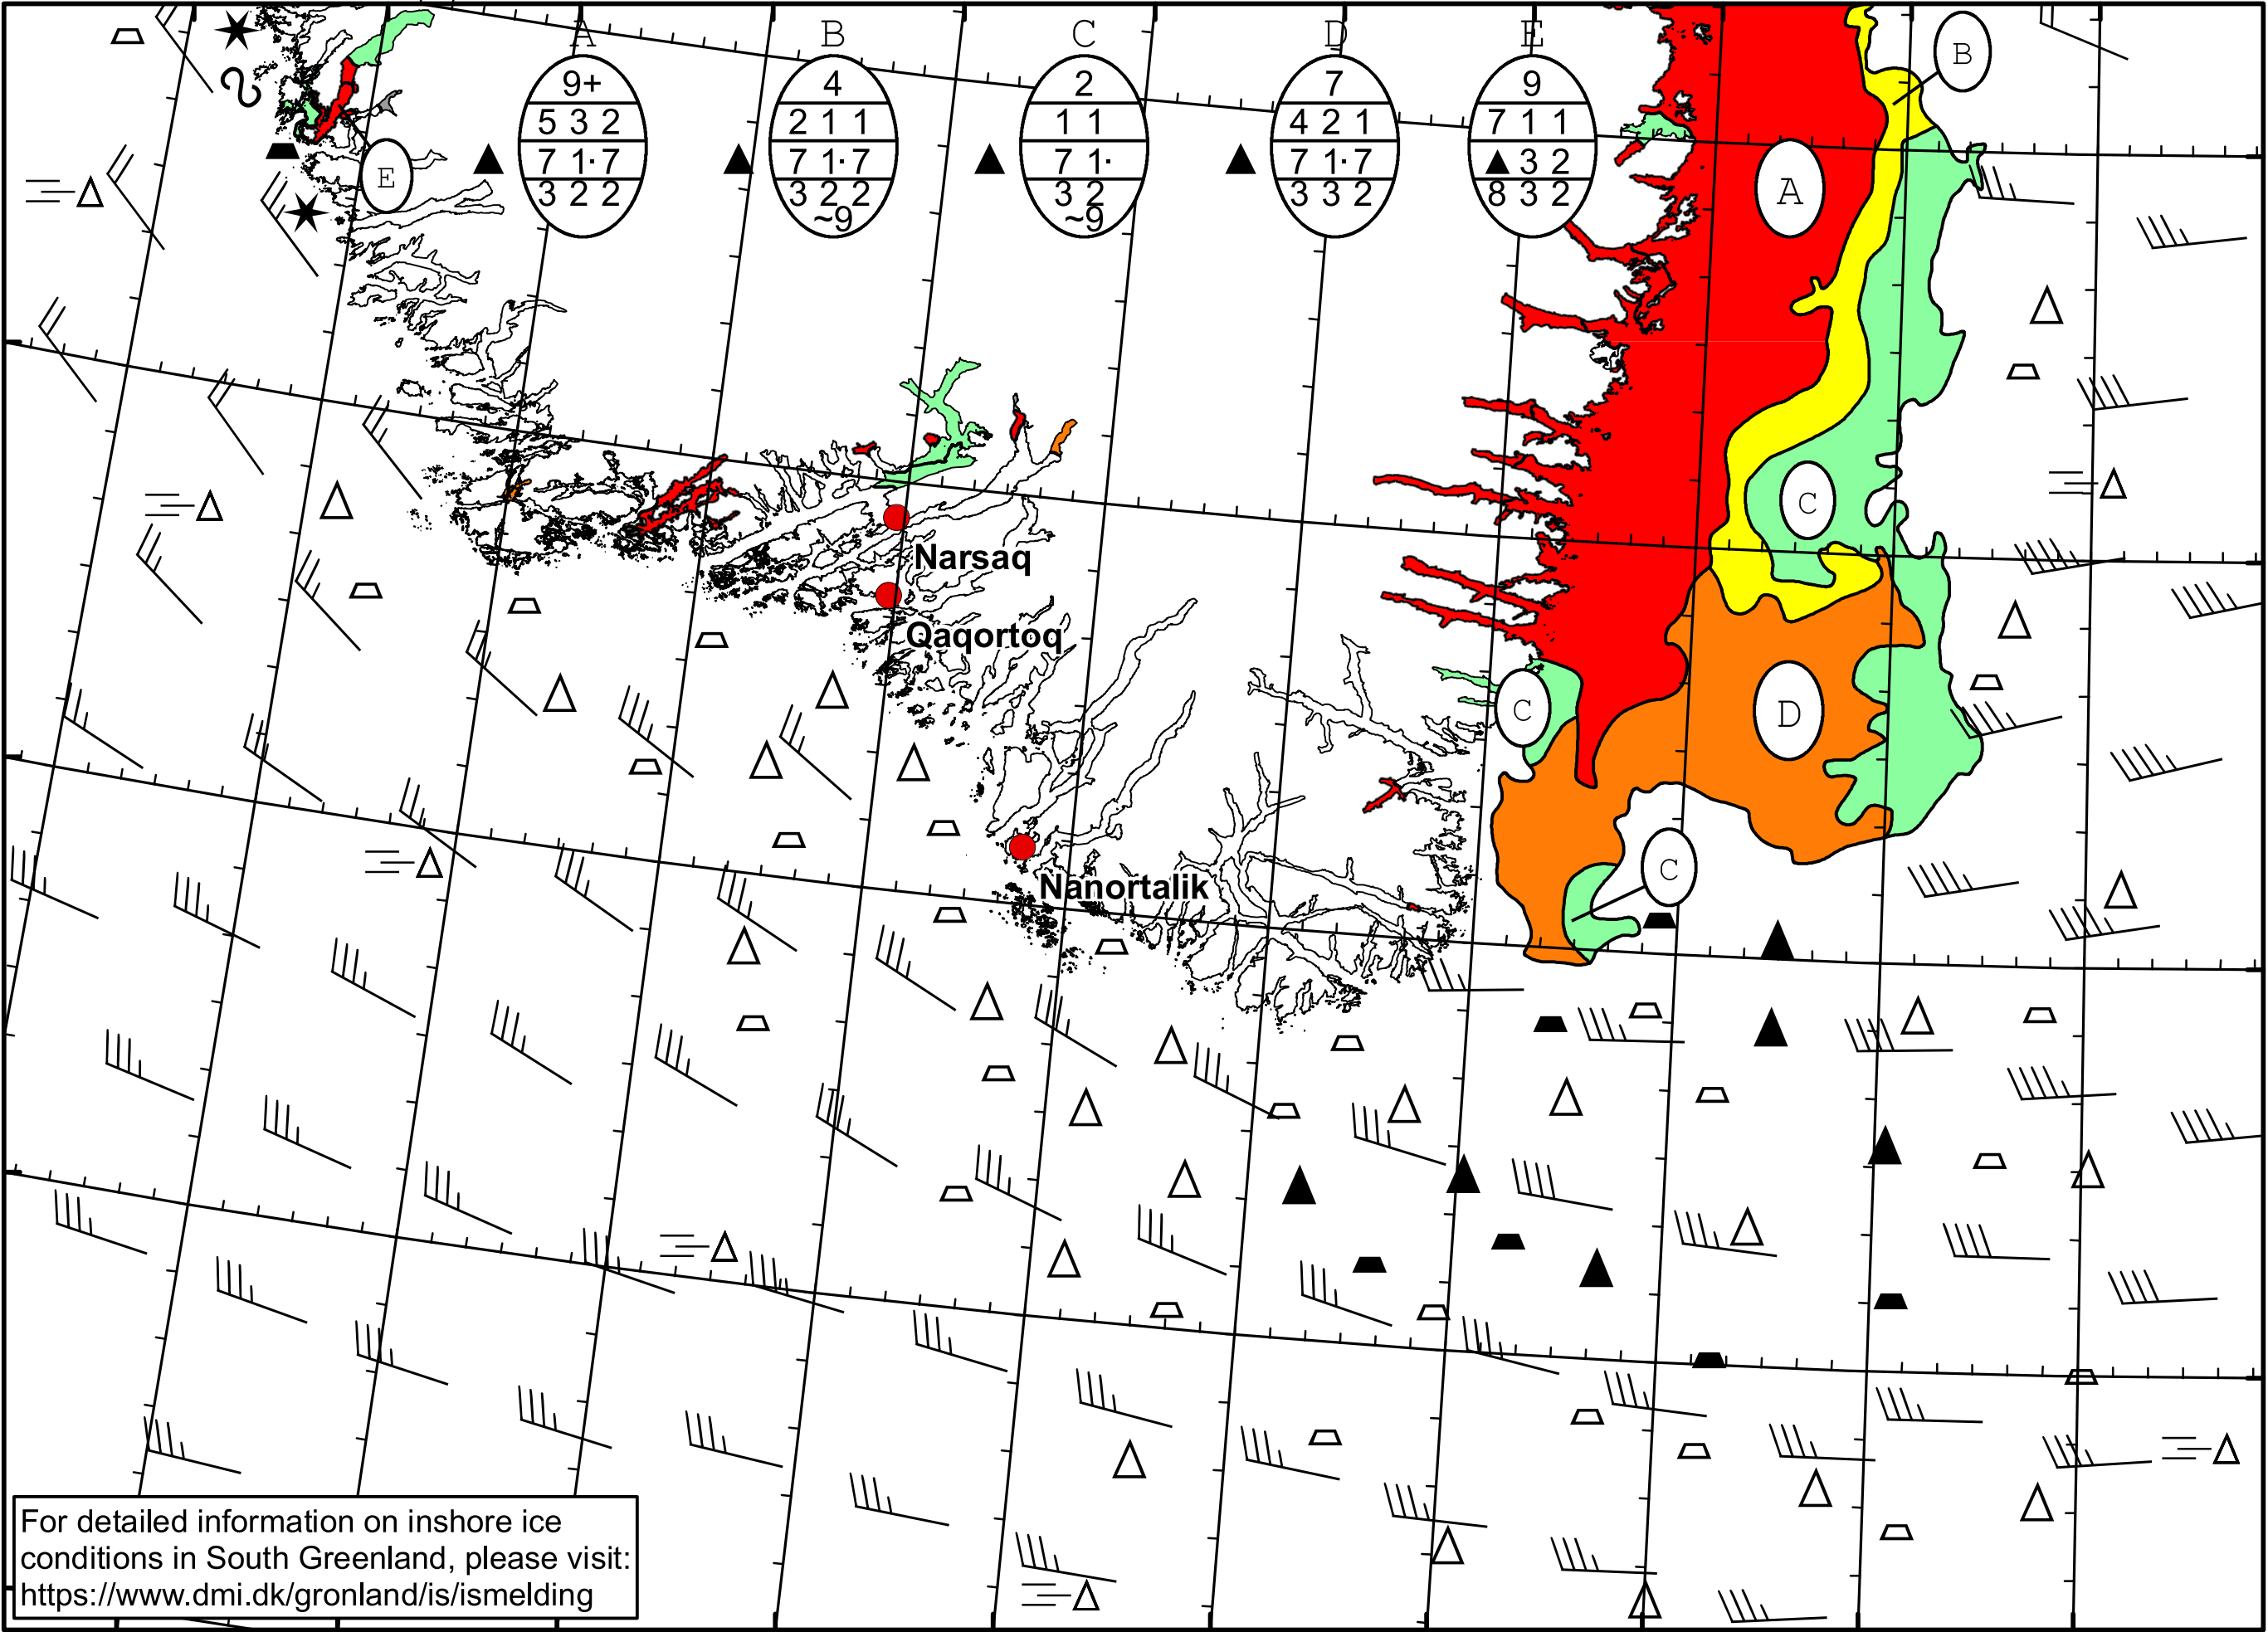 A B C D E
9+ 4 2 7 9
5 3 2 2 1 1 1 1 4 2 1 7 1 1
7 1· 7 7 1· 7 7 1· 7 1· 7 ▲ 3 2
3 2 2 3 2 2 3 2 3 3 2 8 3 2
~9 ~9
B
E
A
C
Narsaq
Qaqortoq
C
D
C
Nanortalik
For detailed information on inshore ice
conditions in South Greenland, please visit:
https://www.dmi.dk/gronland/is/ismelding